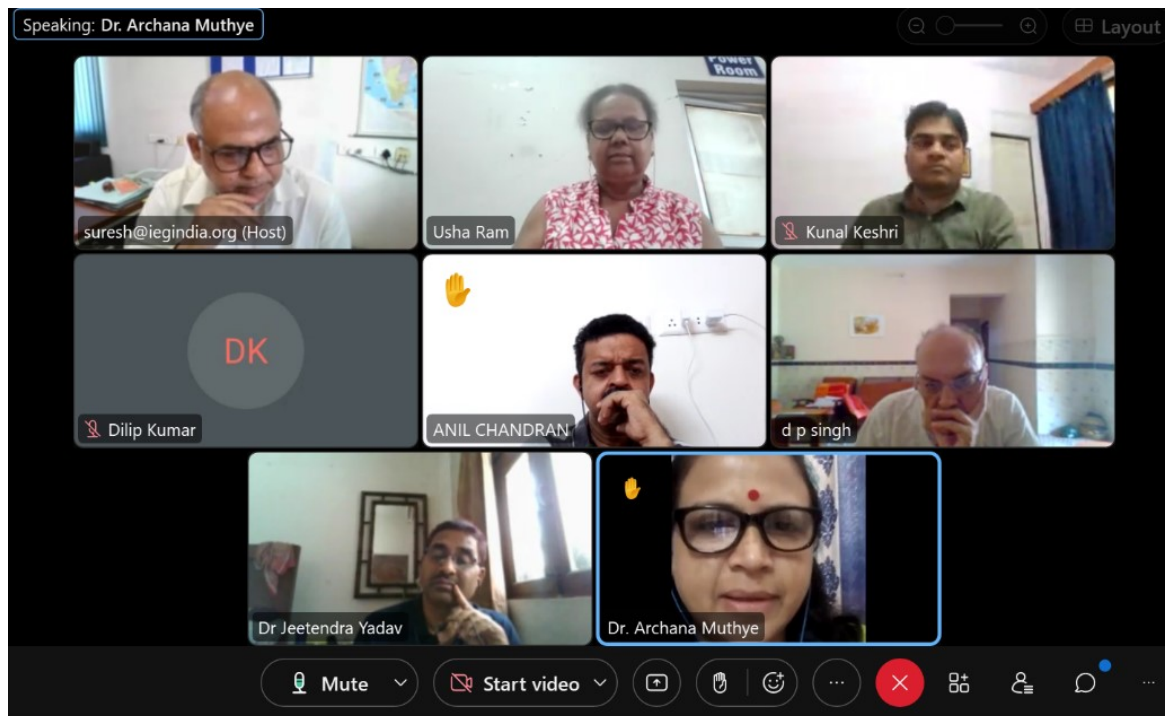 Speaking: Dr. Archana Muthye
Layout
Power
Room
suresh@iegindia.org (Host)
Usha Ram
Kunal Keshri
DK
Dilip Kumar
ANIL CHANDRAN
d p singh
Dr Jeetendra Yadav
Dr. Archana Muthye
Mute
Start video